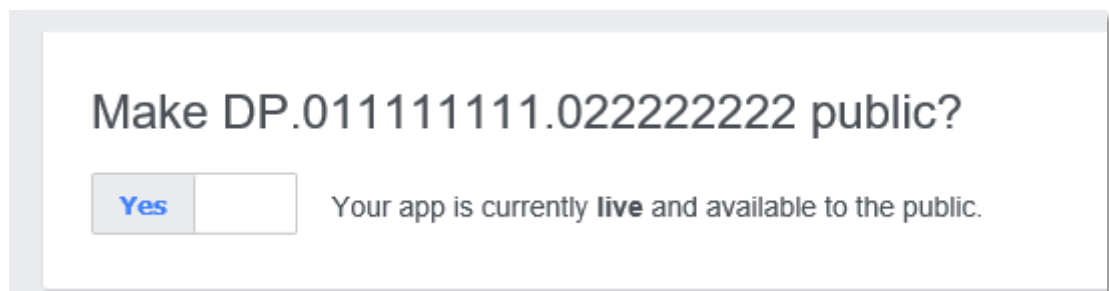 Make DP.011111111.022222222 public?
Yes
Your app is currently live and available to the public.